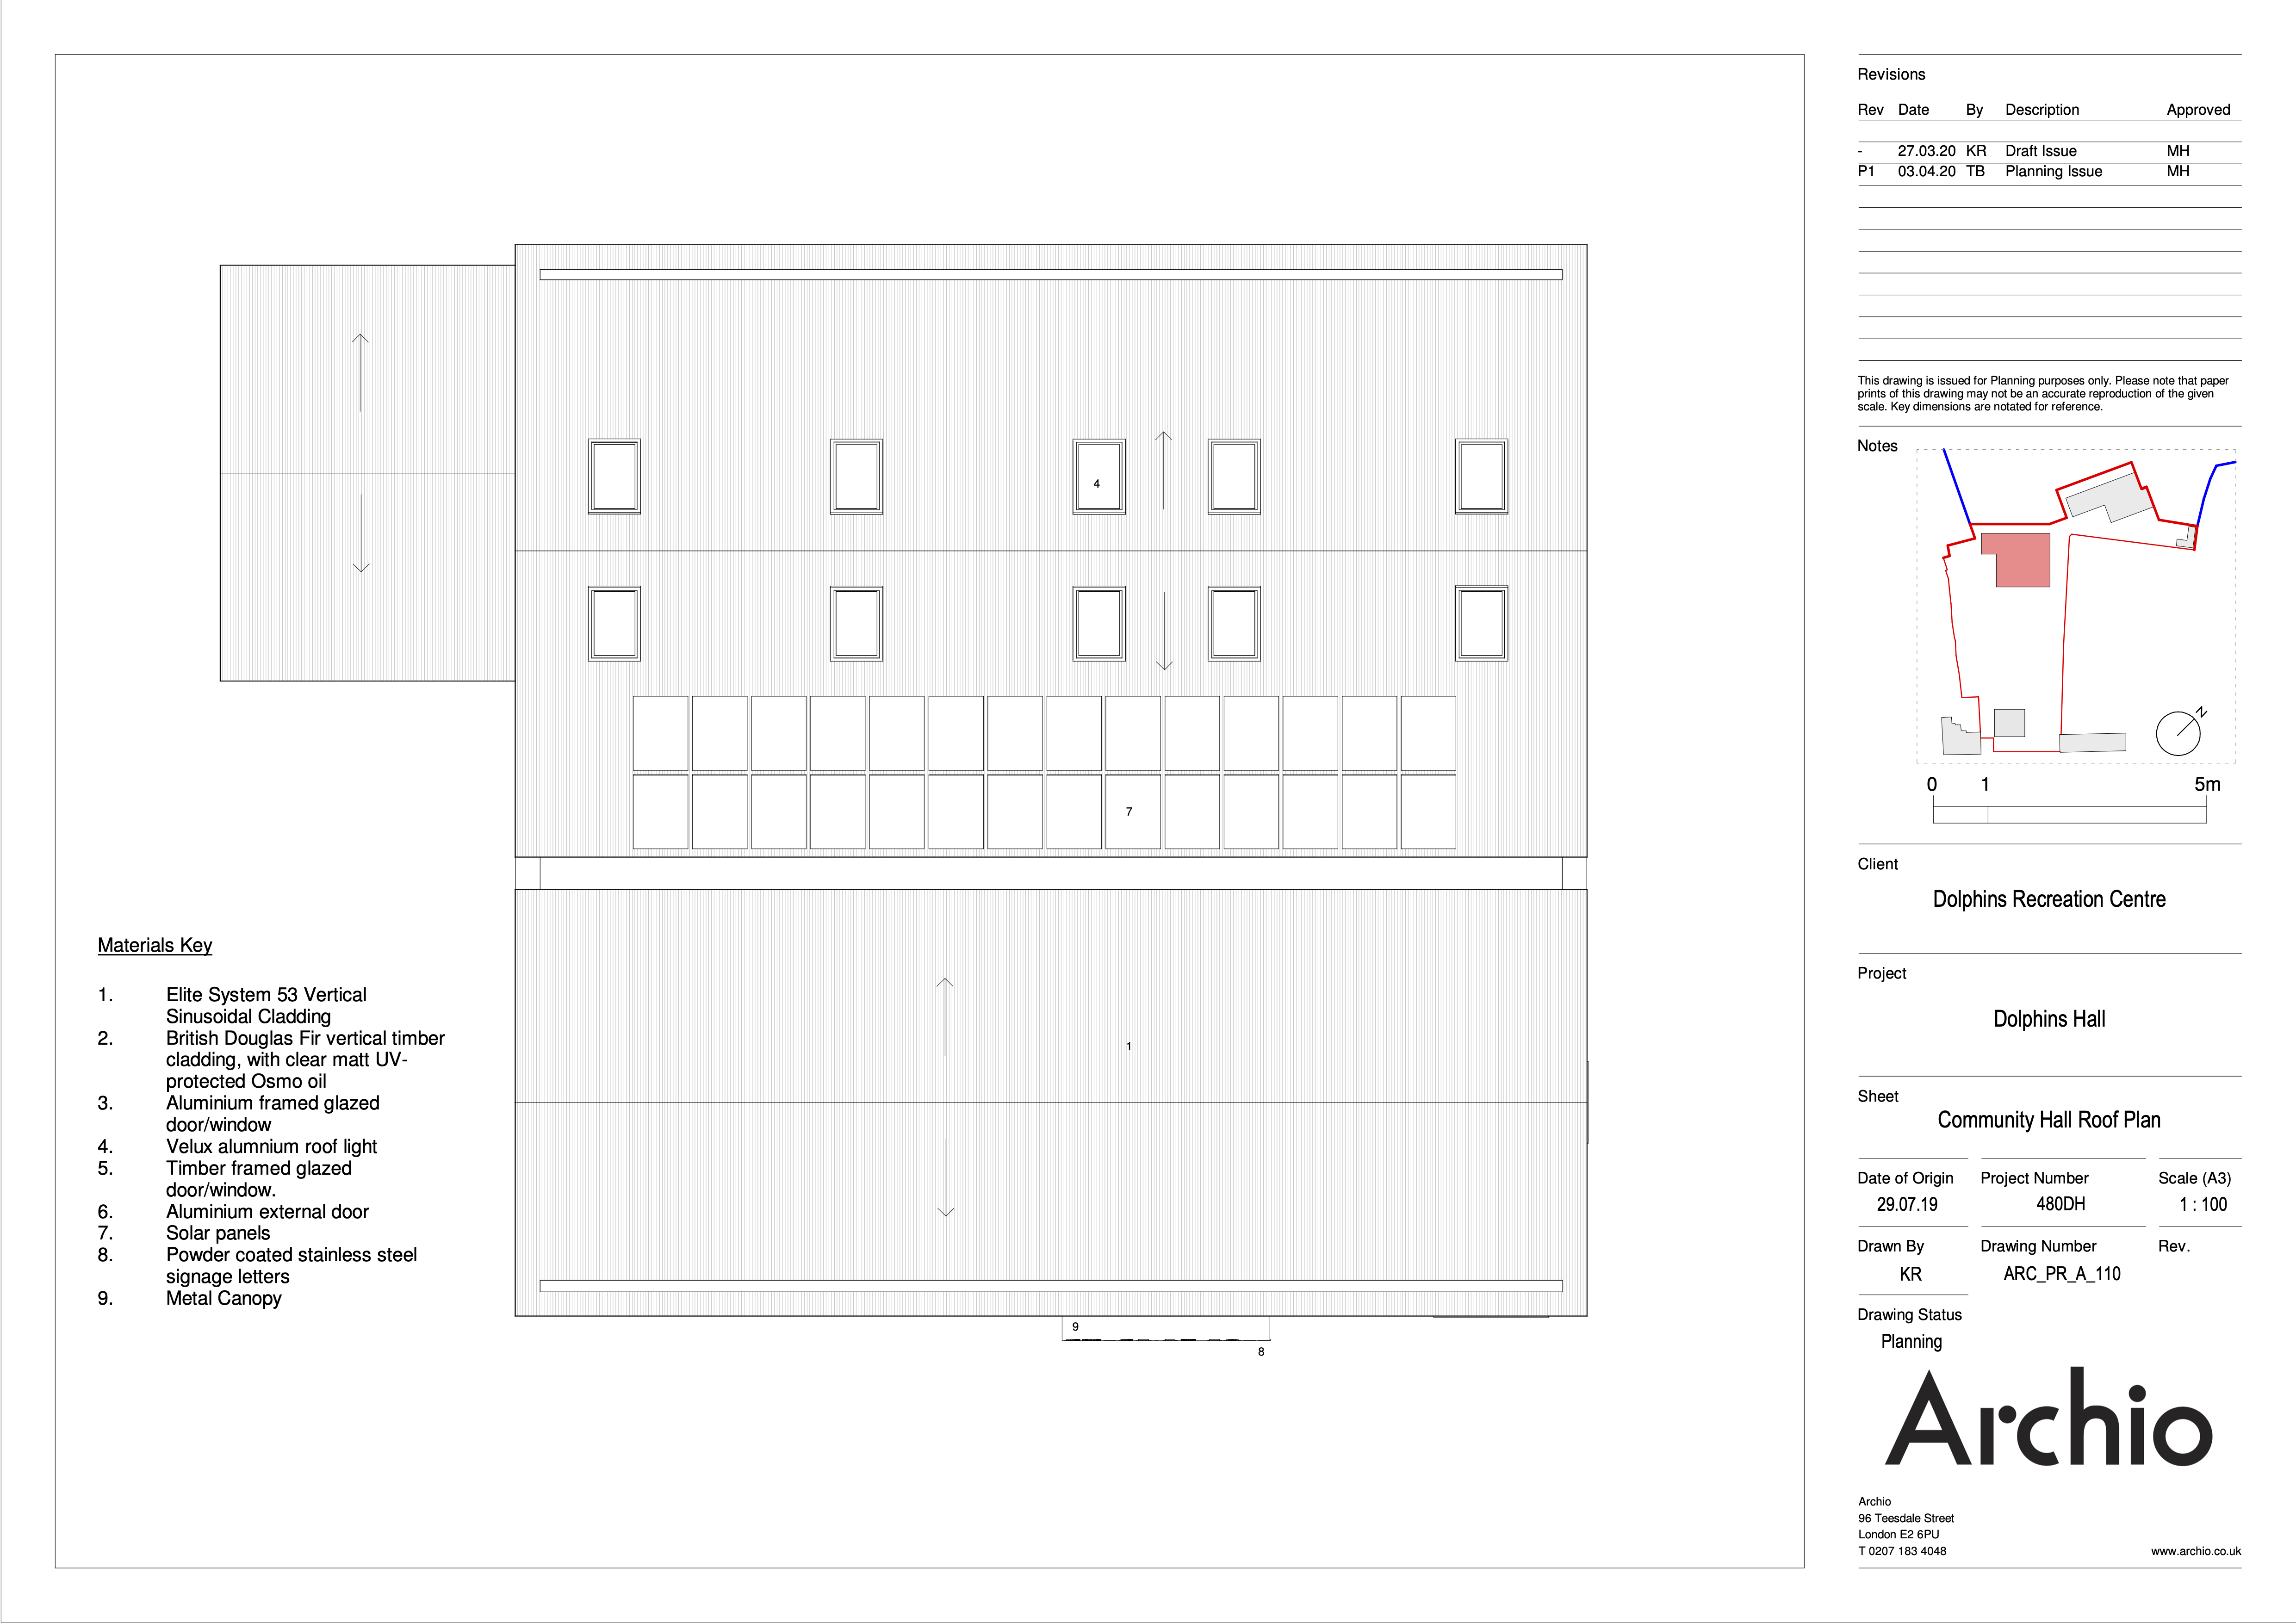 4
7
1
9
8
Materials Key
1. Elite System 53 Vertical
Sinusoidal Cladding
2. British Douglas Fir vertical timber
cladding, with clear matt UV-
protected Osmo oil
3. Aluminium framed glazed
door/window
4. Velux alumnium roof light
5. Timber framed glazed
door/window.
6. Aluminium external door
7. Solar panels
8. Powder coated stainless steel
signage letters
9. Metal Canopy
Revisions
Rev Date By Description Approved
- 27.03.20 KR Draft Issue MH
P1 03.04.20 TB Planning Issue MH
This drawing is issued for Planning purposes only. Please note that paper
prints of this drawing may not be an accurate reproduction of the given
scale. Key dimensions are notated for reference.
Notes
N
0 1 5m
Client
Dolphins Recreation Centre
Project
Dolphins Hall
Sheet
Community Hall Roof Plan
Date of Origin Project Number Scale (A3)
29.07.19 480DH 1 : 100
Drawn By Drawing Number Rev.
KR ARC_PR_A_110
Drawing Status
Planning
Archio
Archio
96 Teesdale Street
London E2 6PU
T 0207 183 4048 www.archio.co.uk